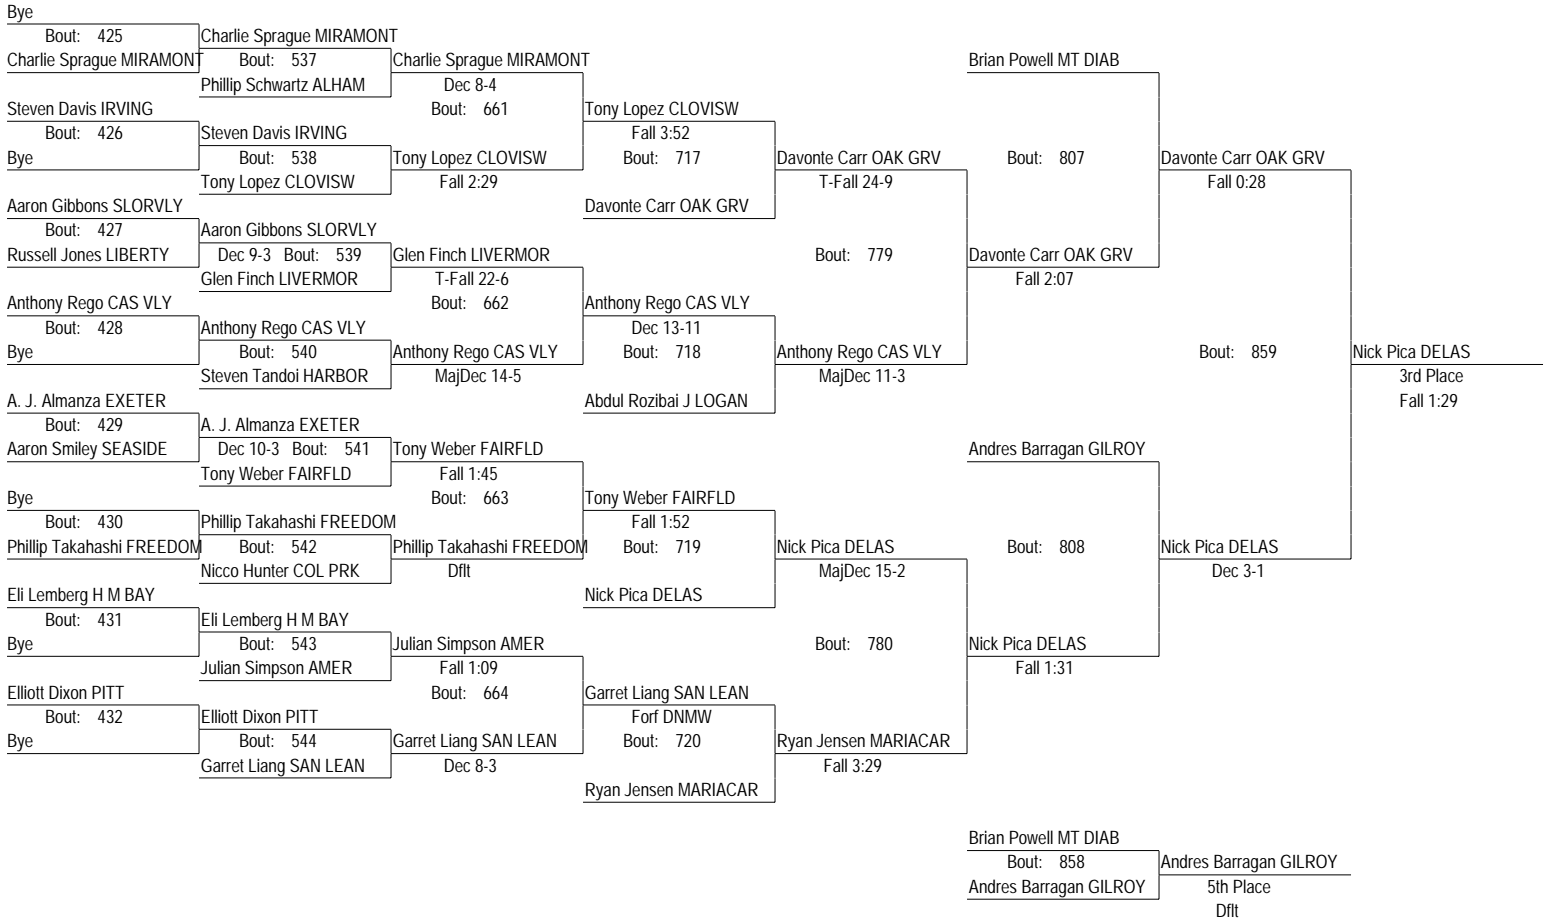 Bye
Bout: 425
Charlie Sprague MIRAMONT
Steven Davis IRVING
Bout: 426
Bye
Aaron Gibbons SLORVLY
Bout: 427
Russell Jones LIBERTY
Anthony Rego CAS VLY
Bout: 428
Bye
A. J. Almanza EXETER
Bout: 429
Aaron Smiley SEASIDE
Bye
Bout: 430
Phillip Takahashi FREEDOM
Eli Lemberg H M BAY
Bout: 431
Bye
Elliott Dixon PITT
Bout: 432
Bye
Charlie Sprague MIRAMONT
Bout: 537
Phillip Schwartz ALHAM
Steven Davis IRVING
Bout: 538
Tony Lopez CLOVISW
Aaron Gibbons SLORVLY
Dec 9-3 Bout: 539
Glen Finch LIVERMOR
Anthony Rego CAS VLY
Bout: 540
Steven Tandoi HARBOR
A. J. Almanza EXETER
Dec 10-3 Bout: 541
Tony Weber FAIRFLD
Phillip Takahashi FREEDOM
Bout: 542
Nicco Hunter COL PRK
Eli Lemberg H M BAY
Bout: 543
Julian Simpson AMER
Elliott Dixon PITT
Bout: 544
Garret Liang SAN LEAN
Charlie Sprague MIRAMONT
Dec 8-4
Bout: 661
Tony Lopez CLOVISW
Fall 2:29
Glen Finch LIVERMOR
T-Fall 22-6
Bout: 662
Anthony Rego CAS VLY
MajDec 14-5
Tony Weber FAIRFLD
Fall 1:45
Bout: 663
Phillip Takahashi FREEDOM
Dflt
Julian Simpson AMER
Fall 1:09
Bout: 664
Garret Liang SAN LEAN
Dec 8-3
Tony Lopez CLOVISW
Fall 3:52
Bout: 717
Davonte Carr OAK GRV
Anthony Rego CAS VLY
Dec 13-11
Bout: 718
Abdul Rozibai J LOGAN
Tony Weber FAIRFLD
Fall 1:52
Bout: 719
Nick Pica DELAS
Garret Liang SAN LEAN
Forf DNMW
Bout: 720
Ryan Jensen MARIACAR
Davonte Carr OAK GRV
T-Fall 24-9
Bout: 779
Anthony Rego CAS VLY
MajDec 11-3
Nick Pica DELAS
MajDec 15-2
Bout: 780
Ryan Jensen MARIACAR
Fall 3:29
Brian Powell MT DIAB
Bout: 807
Davonte Carr OAK GRV
Fall 2:07
Andres Barragan GILROY
Bout: 808
Nick Pica DELAS
Fall 1:31
Davonte Carr OAK GRV
Fall 0:28
Bout: 859
Nick Pica DELAS
Dec 3-1
Nick Pica DELAS
3rd Place
Fall 1:29
Brian Powell MT DIAB
Bout: 858
Andres Barragan GILROY
Andres Barragan GILROY
5th Place
Dflt